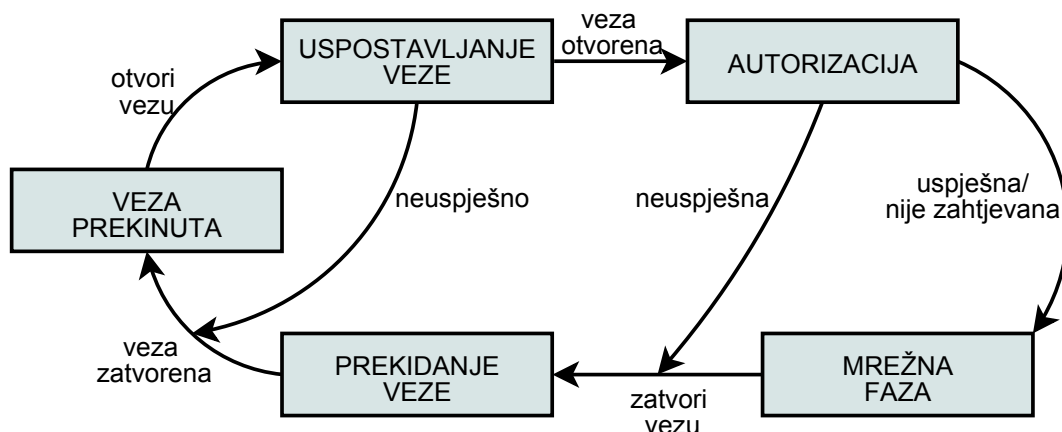 USPOSTAVLJANJE
VEZE
veza
otvorena
AUTORIZACIJA
otvori
vezu
VEZA
PREKINUTA
neuspješno
neuspješna
uspješna/
nije zahtjevana
veza
zatvorena
PREKIDANJE
VEZE
zatvori
vezu
MREŽNA
FAZA